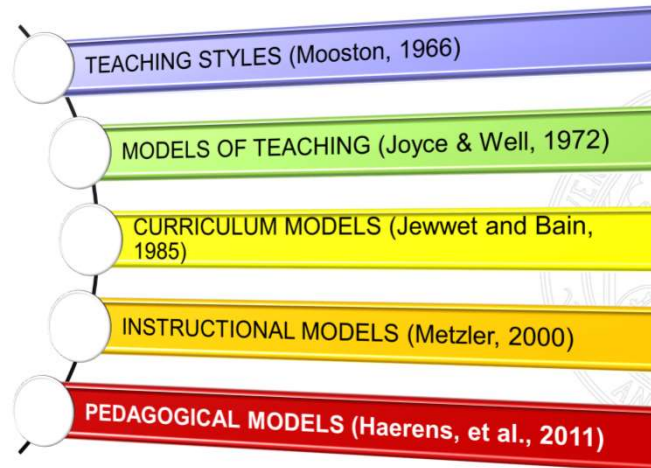 TEACHING STYLES (Mooston, 1966)
MODELS OF TEACHING (Joyce & Well, 1972)
CURRICULUM MODELS (Jewwet and Bain,
1985)
INSTRUCTIONAL MODELS (Metzler, 2000)
PEDAGOGICAL MODELS (Haerens, et al., 2011)